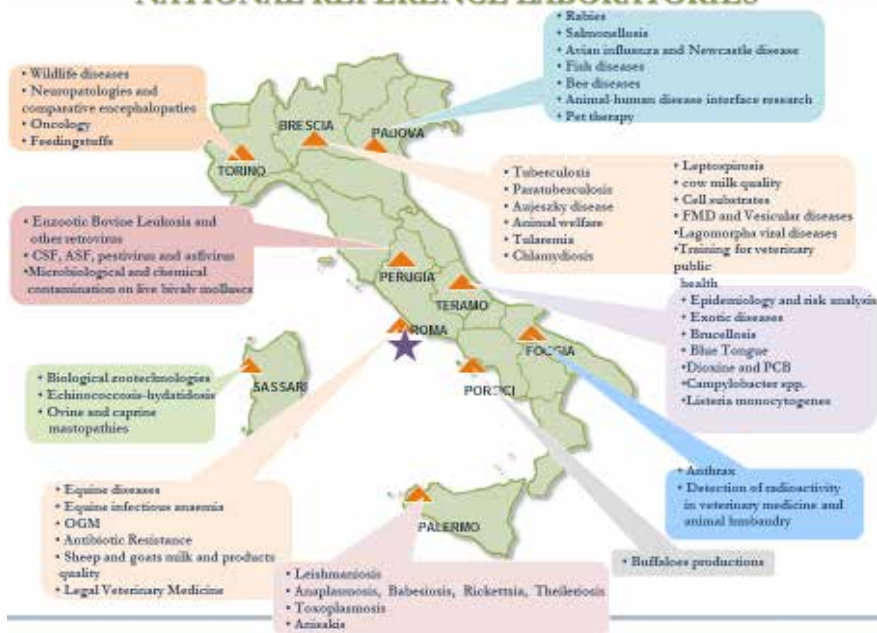 NATIONAL REFERENCE LABORATORIES
• Rabies
• Salmonellosis
• Avian influenza and Newcastle disease
• Fish diseases
• Bee diseases
• Animal-human disease interface research
• Pet therapy
• Wildlife diseases
• Neuropatologies and
comparative encephalopaties
• Oncology
• Feedingstuffs
BRESCIA
PADOVA
TORINO
• Tuberculosis
• Paratuberculosis
• Aujeszky disease
• Animal welfare
• Tularemia
• Chlamydiosis
• Leptospirosis
• cow milk quality
• Cell substrates
• FMD and Vesicular diseases
•Lagomorpha viral diseases
•Training for veterinary
public
health
• Enzootic Bovine Leukosis and
other retrovirus
• CSF, ASF, pestivirus and asfivirus
•Microbiological and chemical
contamination on live bivalv molluscs
PERUGIA
TERAMO
ROMA
FOGGIA
PORTICI
SASSARI
• Epidemiology and risk analysis
• Exotic diseases
• Brucellosis
• Blue Tongue
•Dioxine and PCB
•Campylobacter spp.
•Listeria monocytogenes
• Biological zootechnologies
• Echinococcosis-hydatidosis
• Ovine and caprine
mastopathies
• Anthrax
• Detection of radioactivity
in veterinary medicine and
animal husbandry
• Equine diseases
• Equine infectious anaemia
• OGM
• Antibiotic Resistance
• Sheep and goats milk and products
quality
• Legal Veterinary Medicine
PALERMO
• Buffaloes productions
• Leishmaniosis
• Anaplasmosis, Babesiosis, Rickettsia, Theileriosis
• Toxoplasmosis
• Anisakis